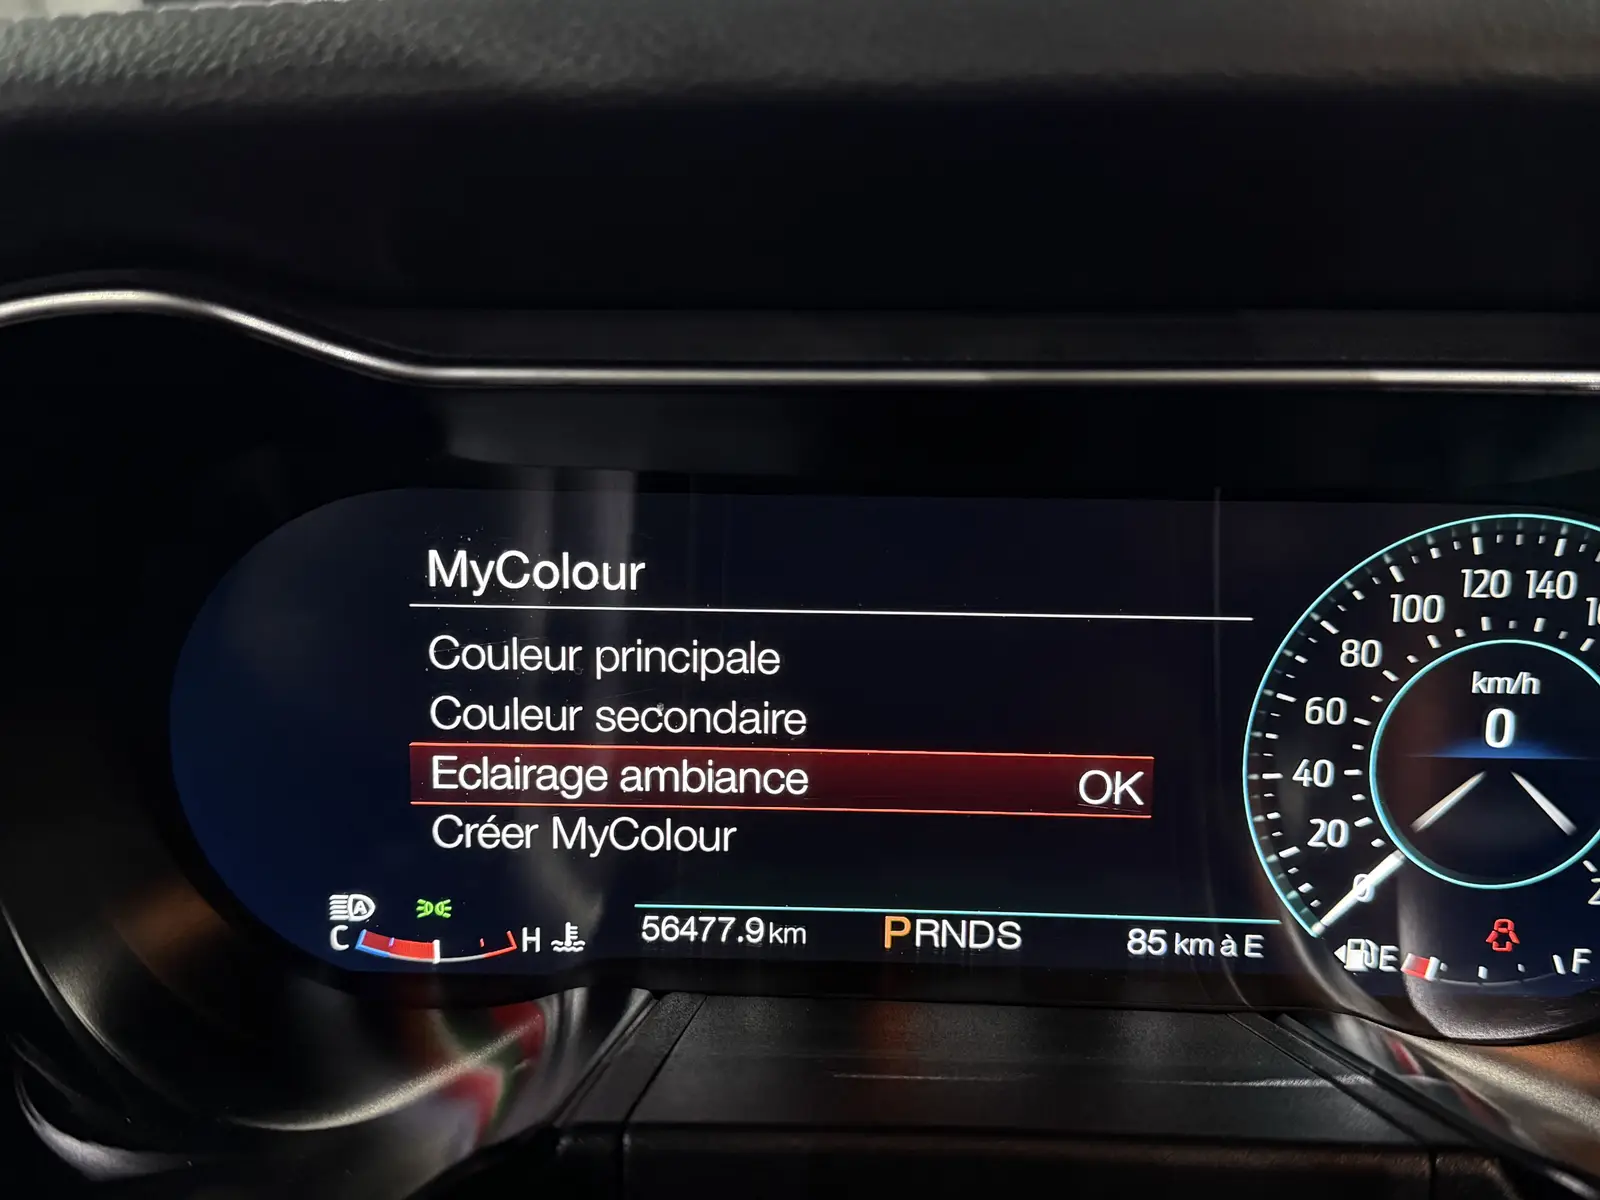 MyColour
Couleur principale
Couleur secondaire
Eclairage ambiance OK
Créer MyColour
A
C H
56477.9 km
PRNDS
85 km à E
0
20
40
60
80
100
120
140
km/h
0
E F